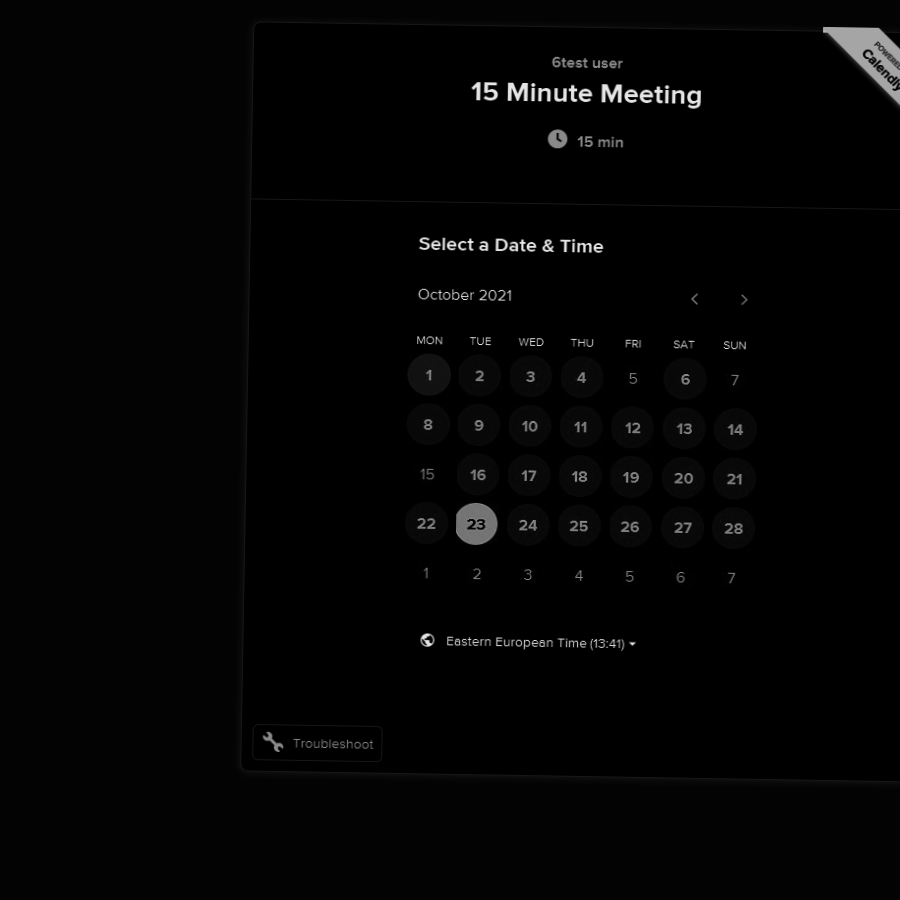 POWERED
Calendly
6test user
15 Minute Meeting
15 min
Select a Date & Time
October 2021
MON TUE WED THU FRI SAT SUN
1 2 3 4 5 6 7
8 9 10 11 12 13 14
15 16 17 18 19 20 21
22 23 24 25 26 27 28
1 2 3 4 5 6 7
Eastern European Time (13:41)
Troubleshoot